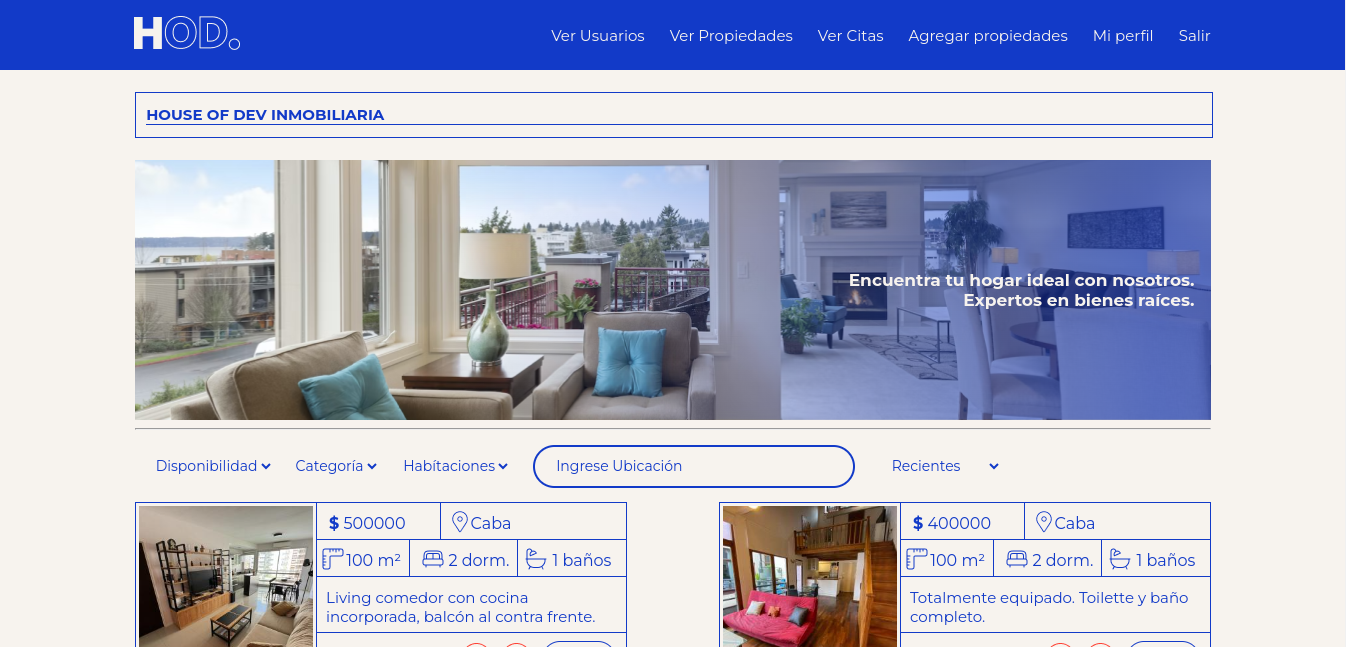 HOD.
Ver Usuarios Ver Propiedades Ver Citas Agregar propiedades Mi perfil Salir
HOUSE OF DEV INMOBILIARIA
Encuentra tu hogar ideal con nosotros.
Expertos en bienes raíces.
Disponibilidad Categoría Habítaciones Ingrese Ubicación Recientes
$ 500000 Caba
100 m² 2 dorm. 1 baños
Living comedor con cocina
incorporada, balcón al contra frente.
$ 400000 Caba
100 m² 2 dorm. 1 baños
Totalmente equipado. Toilette y baño
completo.